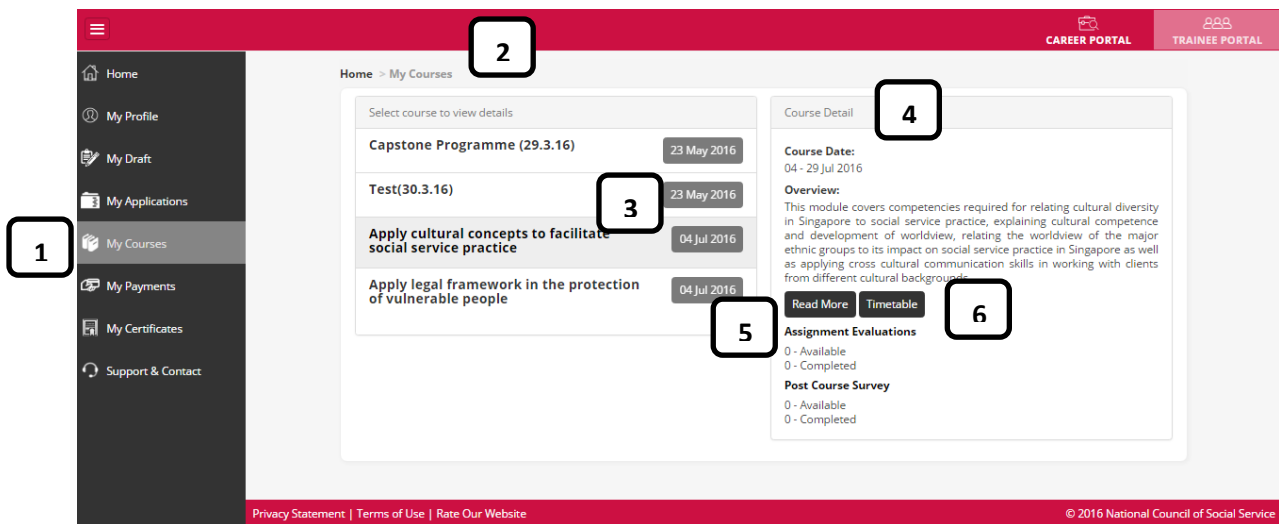 CAREER PORTAL
TRAINEE PORTAL
2
Home > My Courses
Home
My Profile
My Draft
My Applications
1
My Courses
My Payments
My Certificates
Support & Contact
Select course to view details
Capstone Programme (29.3.16)
23 May 2016
Test(30.3.16)
23 May 2016
3
Apply cultural concepts to facilitate
social service practice
04 Jul 2016
Apply legal framework in the protection
of vulnerable people
04 Jul 2016
Course Detail
4
Course Date:
04 - 29 Jul 2016
Overview:
This module covers competencies required for relating cultural diversity
in Singapore to social service practice, explaining cultural competence
and development of worldview, relating the worldview of the major
ethnic groups to its impact on social service practice in Singapore as well
as applying cross cultural communication skills in working with clients
from different cultural backgrounds.
5
Read More
Timetable
6
Assignment Evaluations
0 - Available
0 - Completed
Post Course Survey
0 - Available
0 - Completed
Privacy Statement | Terms of Use | Rate Our Website
© 2016 National Council of Social Service